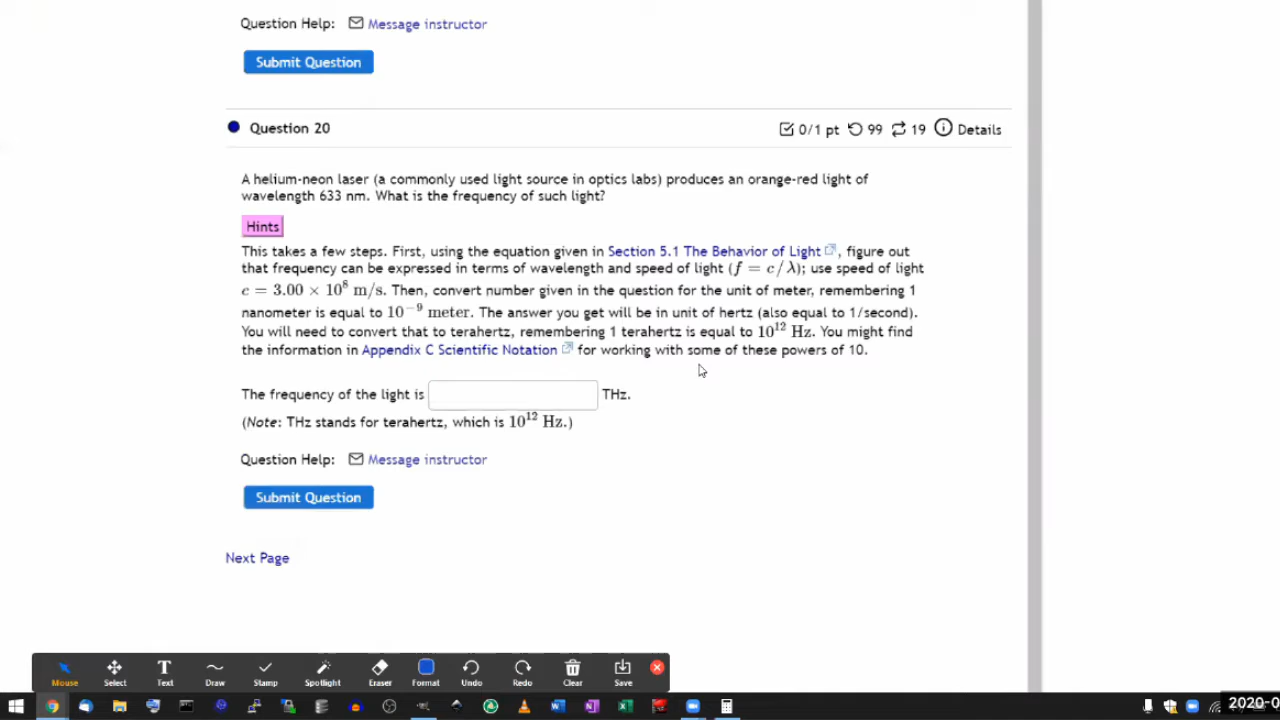 Question Help: Message instructor
Submit Question
Question 20
0/1 pt 99 19 Details
A helium-neon laser (a commonly used light source in optics labs) produces an orange-red light of
wavelength 633 nm. What is the frequency of such light?
Hints
This takes a few steps. First, using the equation given in Section 5.1 The Behavior of Light, figure out
that frequency can be expressed in terms of wavelength and speed of light (f = c/λ); use speed of light
c = 3.00 × 10⁸ m/s. Then, convert number given in the question for the unit of meter, remembering 1
nanometer is equal to 10⁻⁹ meter. The answer you get will be in unit of hertz (also equal to 1/second).
You will need to convert that to terahertz, remembering 1 terahertz is equal to 10¹² Hz. You might find
the information in Appendix C Scientific Notation for working with some of these powers of 10.
The frequency of the light is THz.
(Note: THz stands for terahertz, which is 10¹² Hz.)
Question Help: Message instructor
Submit Question
Next Page
Mouse Select Text Draw Stamp Spotlight Eraser Format Undo Redo Clear Save
2020-0